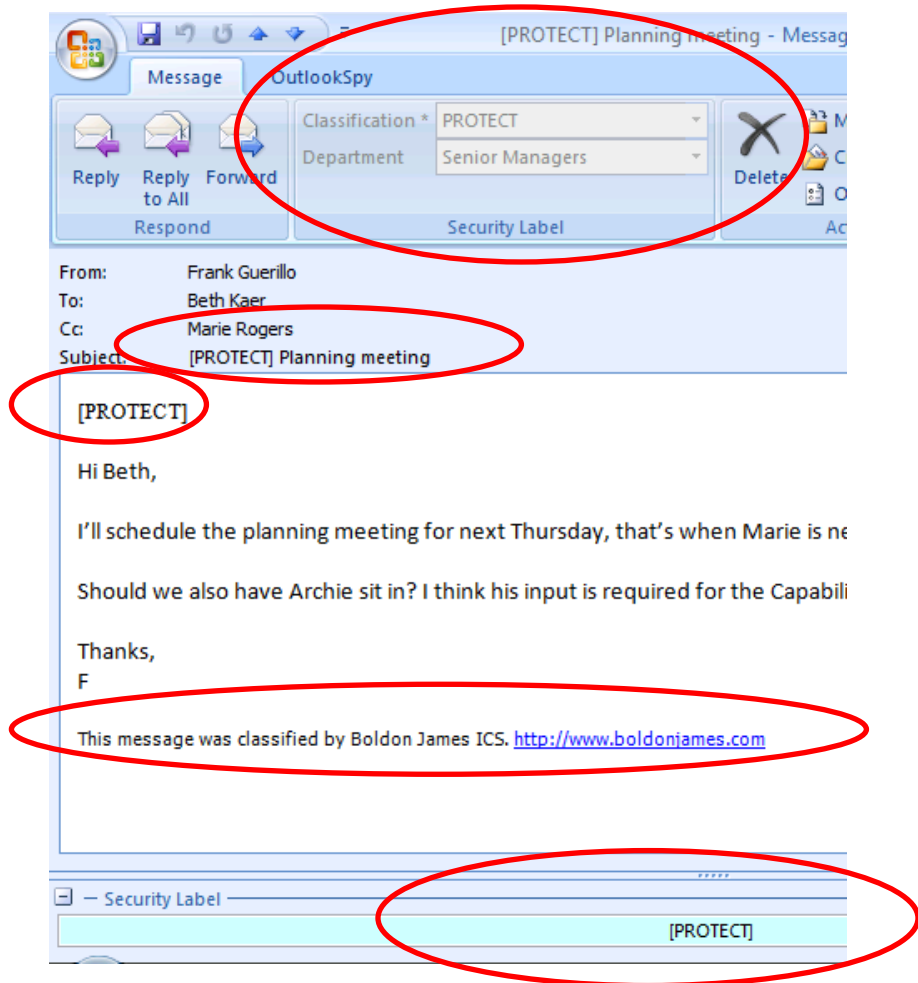 [PROTECT] Planning meeting - Messag
Message OutlookSpy
Classification * PROTECT
Department Senior Managers
Reply Reply to All Forward Delete
Respond Security Label
From: Frank Guerillo
To: Beth Kaer
Cc: Marie Rogers
Subject: [PROTECT] Planning meeting
[PROTECT]
Hi Beth,
I'll schedule the planning meeting for next Thursday, that's when Marie is ne
Should we also have Archie sit in? I think his input is required for the Capabili
Thanks,
F
This message was classified by Boldon James ICS. http://www.boldonjames.com
Security Label
[PROTECT]